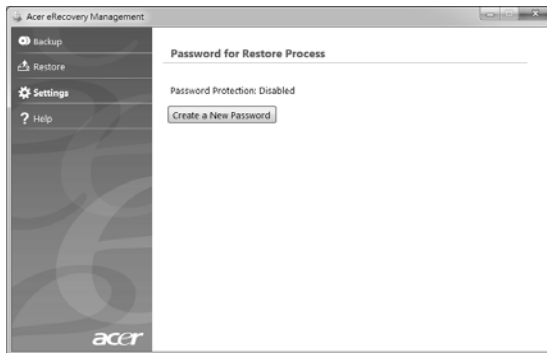 Acer eRecovery Management
Backup
Restore
Settings
? Help
Password for Restore Process
Password Protection: Disabled
Create a New Password
acer